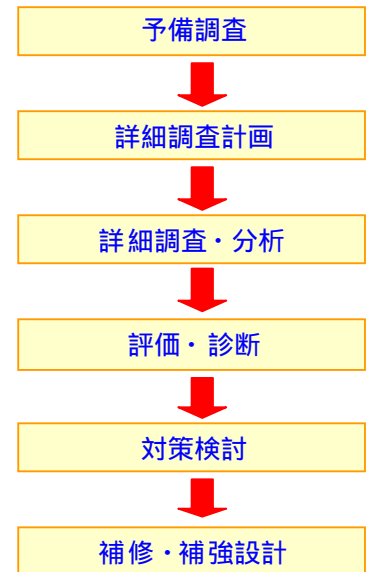 予備調査
詳細調査計画
詳細調査・分析
評価・診断
対策検討
補修・補強設計